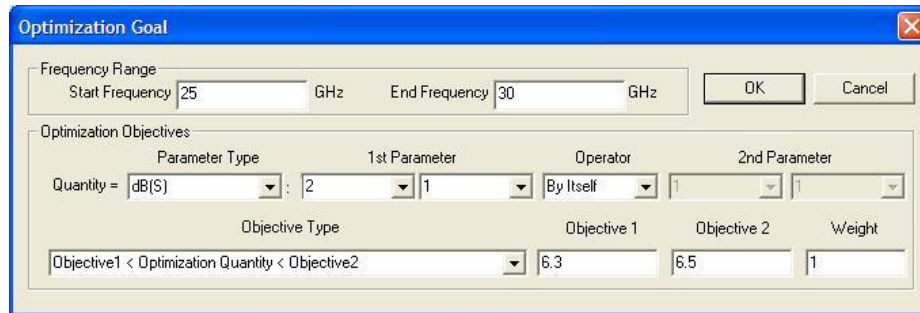 Optimization Goal
Frequency Range
Start Frequency 25 GHz End Frequency 30 GHz
OK Cancel
Optimization Objectives
Parameter Type 1st Parameter Operator 2nd Parameter
Quantity = dB(S) : 2 1 By Itself 1 1
Objective Type Objective 1 Objective 2 Weight
Objective1 < Optimization Quantity < Objective2 6.3 6.5 1